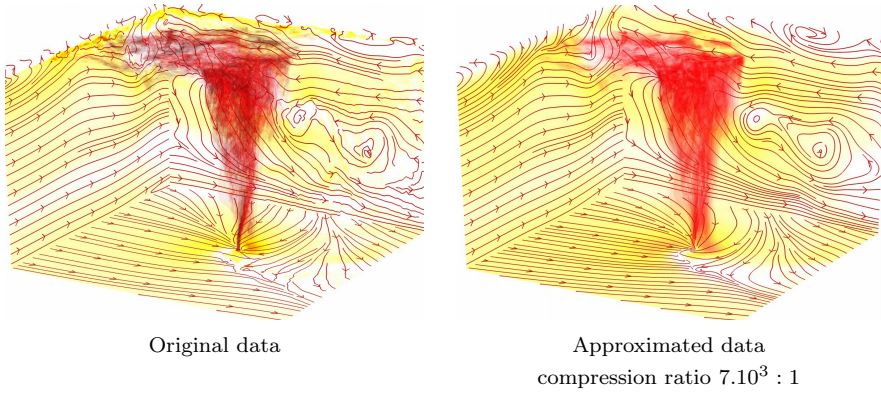 Original data
Approximated data
compression ratio 7.10³ : 1